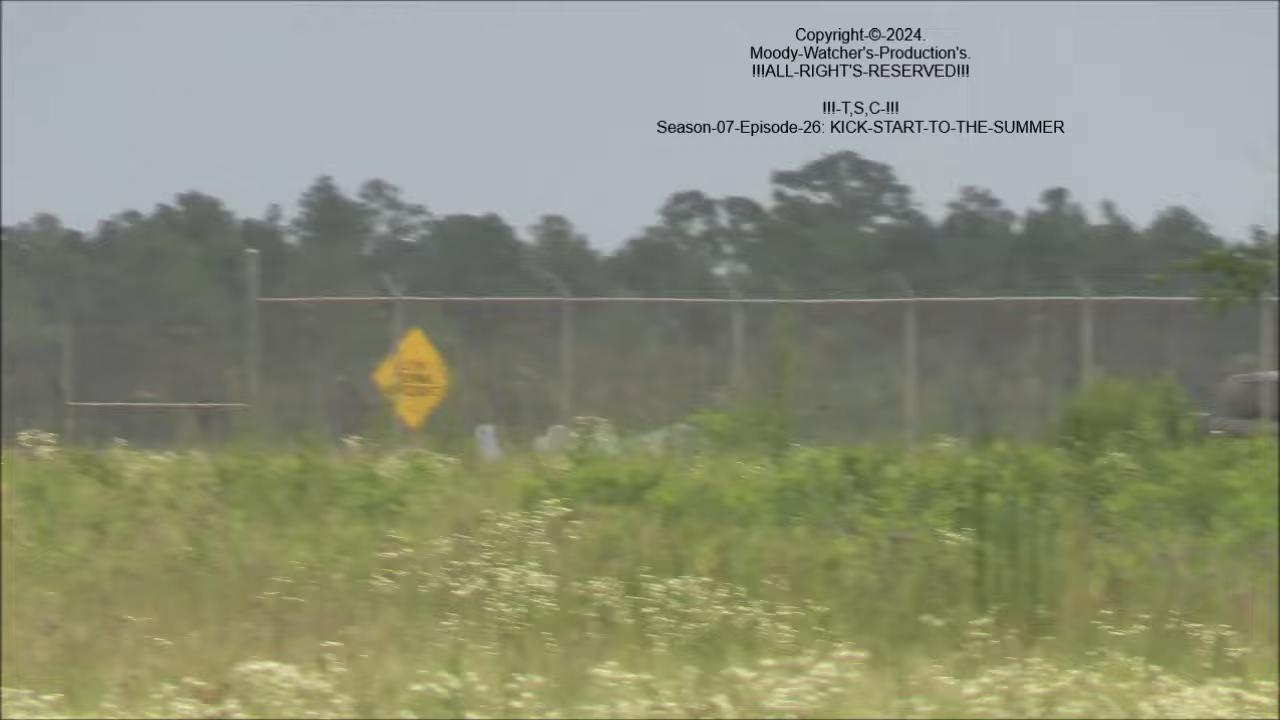 Copyright-©-2024.
Moody-Watcher's-Production's.
!!!ALL-RIGHT'S-RESERVED!!!
!!!-T,S,C-!!!
Season-07-Episode-26: KICK-START-TO-THE-SUMMER